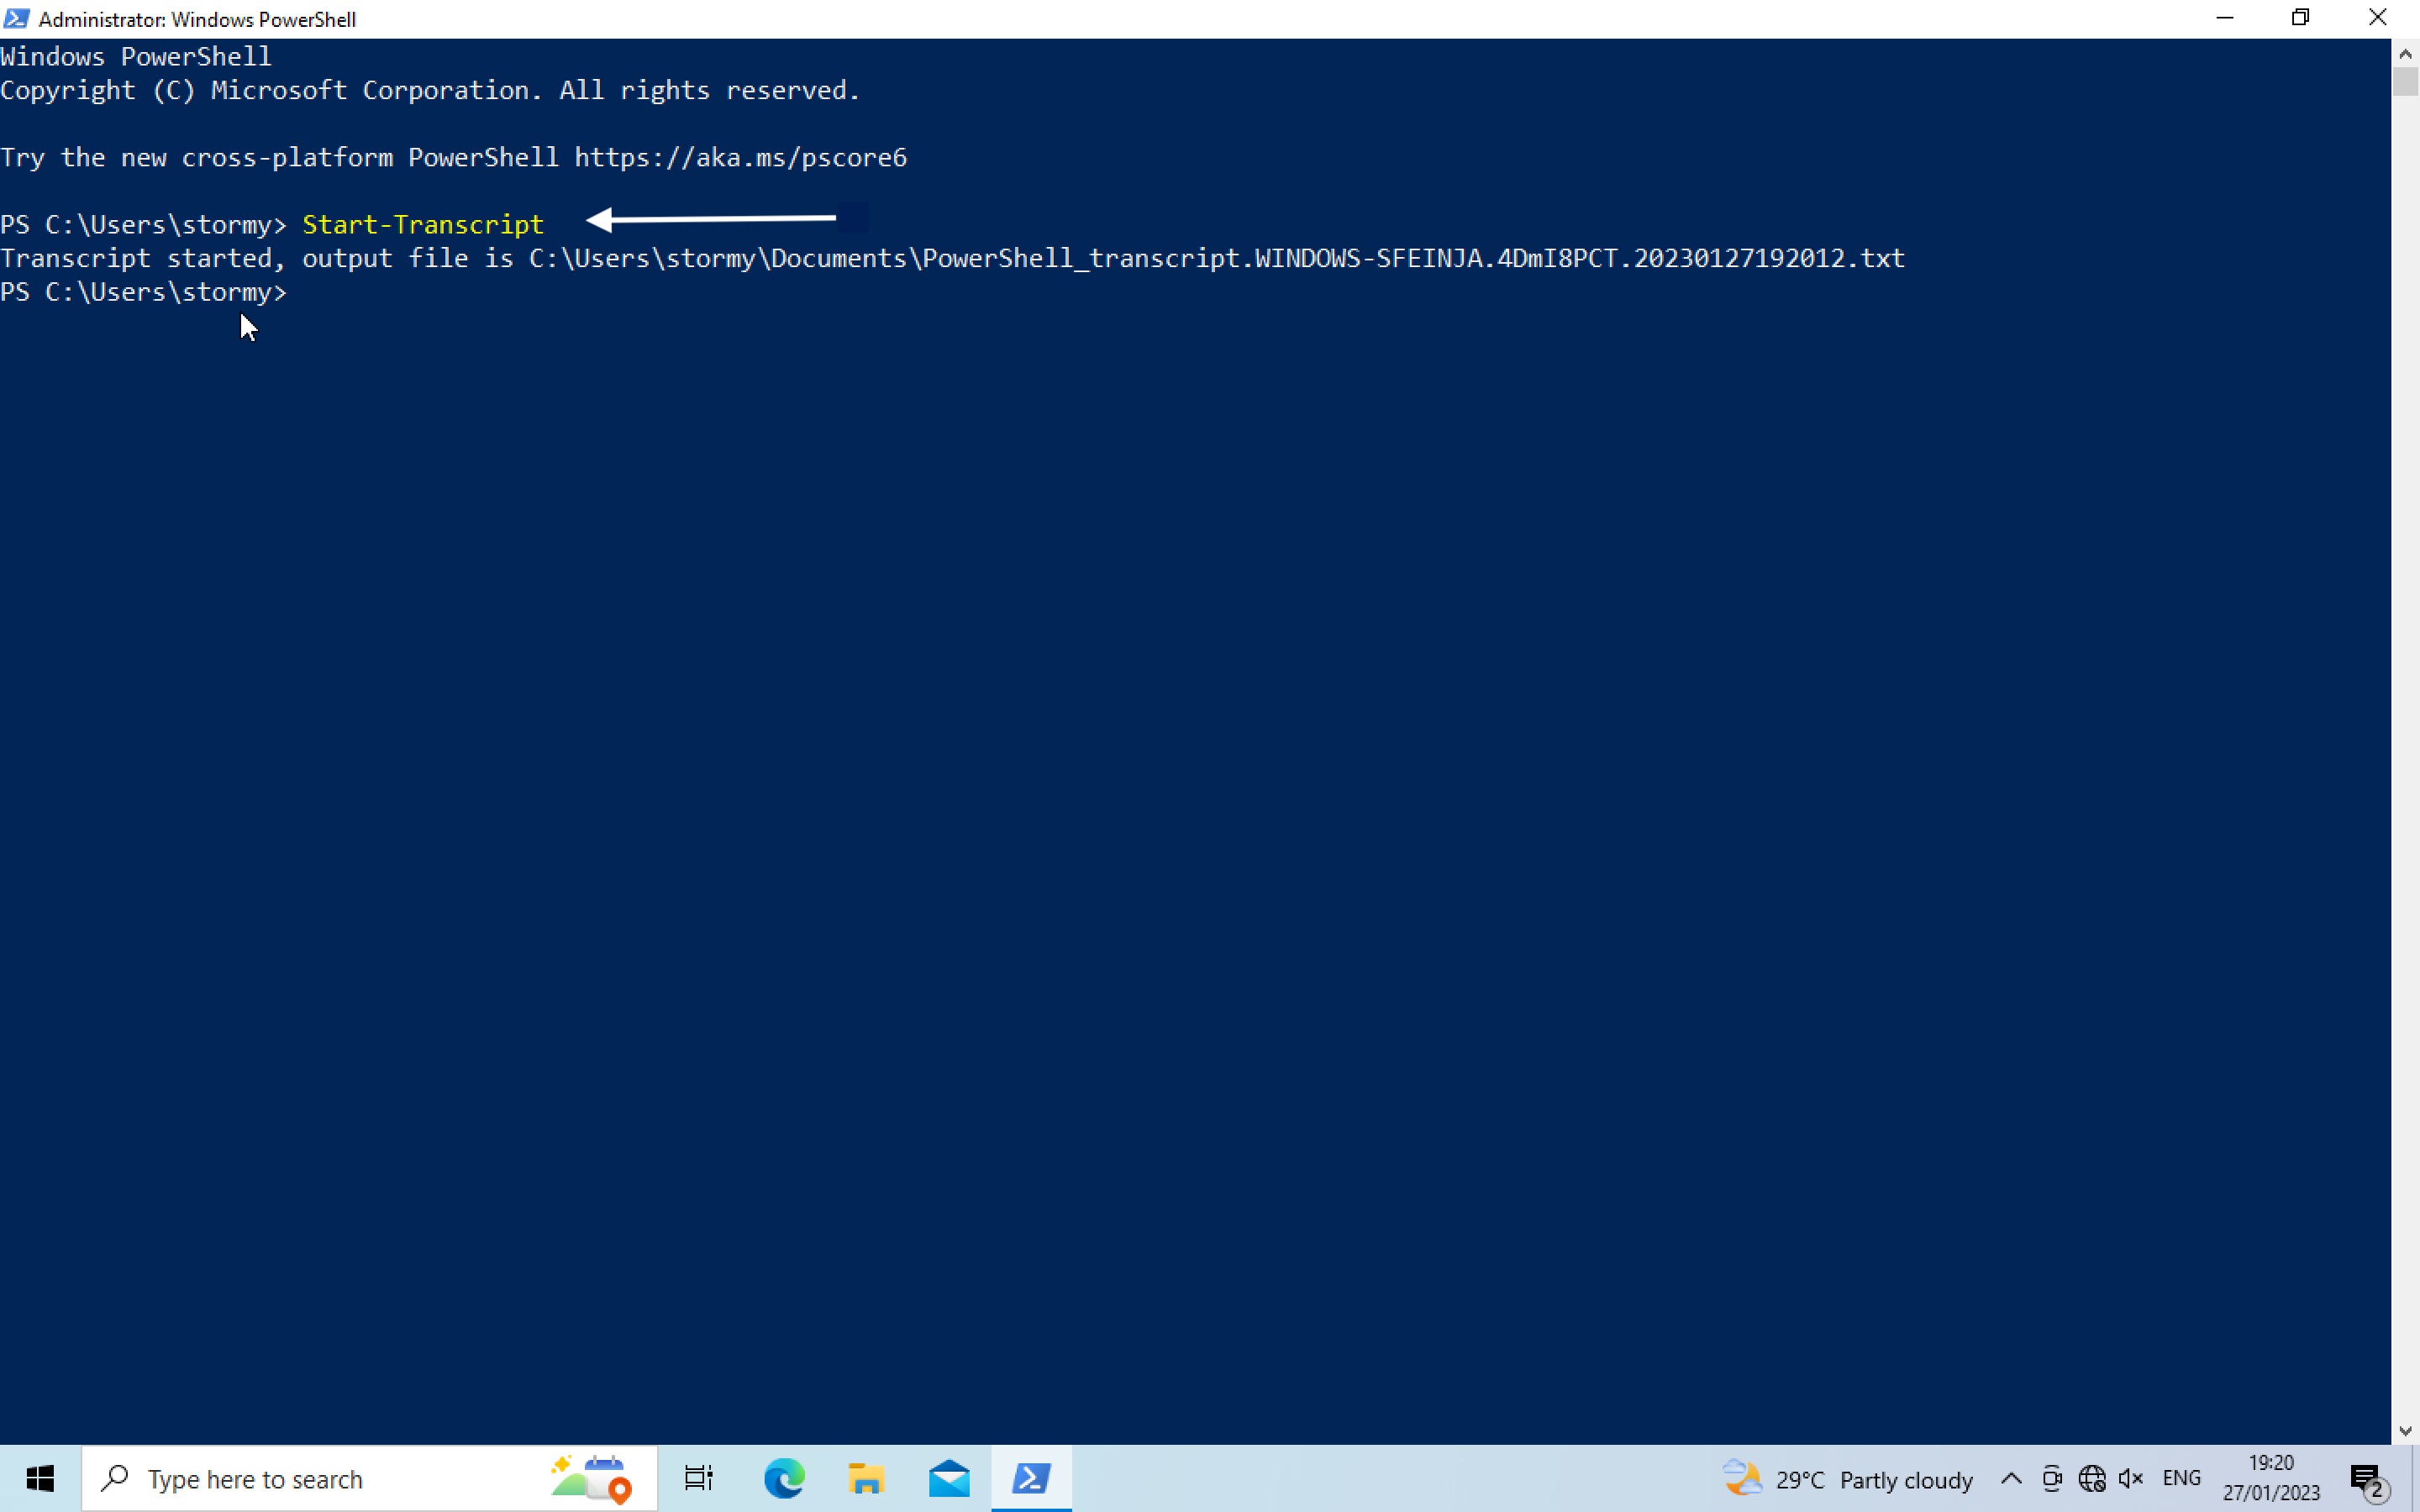 Administrator: Windows PowerShell
Windows PowerShell
Copyright (C) Microsoft Corporation. All rights reserved.
Try the new cross-platform PowerShell https://aka.ms/pscore6
PS C:\Users\stormy> Start-Transcript
Transcript started, output file is C:\Users\stormy\Documents\PowerShell_transcript.WINDOWS-SFEINJA.4DmI8PCT.20230127192012.txt
PS C:\Users\stormy>
Type here to search
29°C Partly cloudy
ENG
19:20
27/01/2023
2